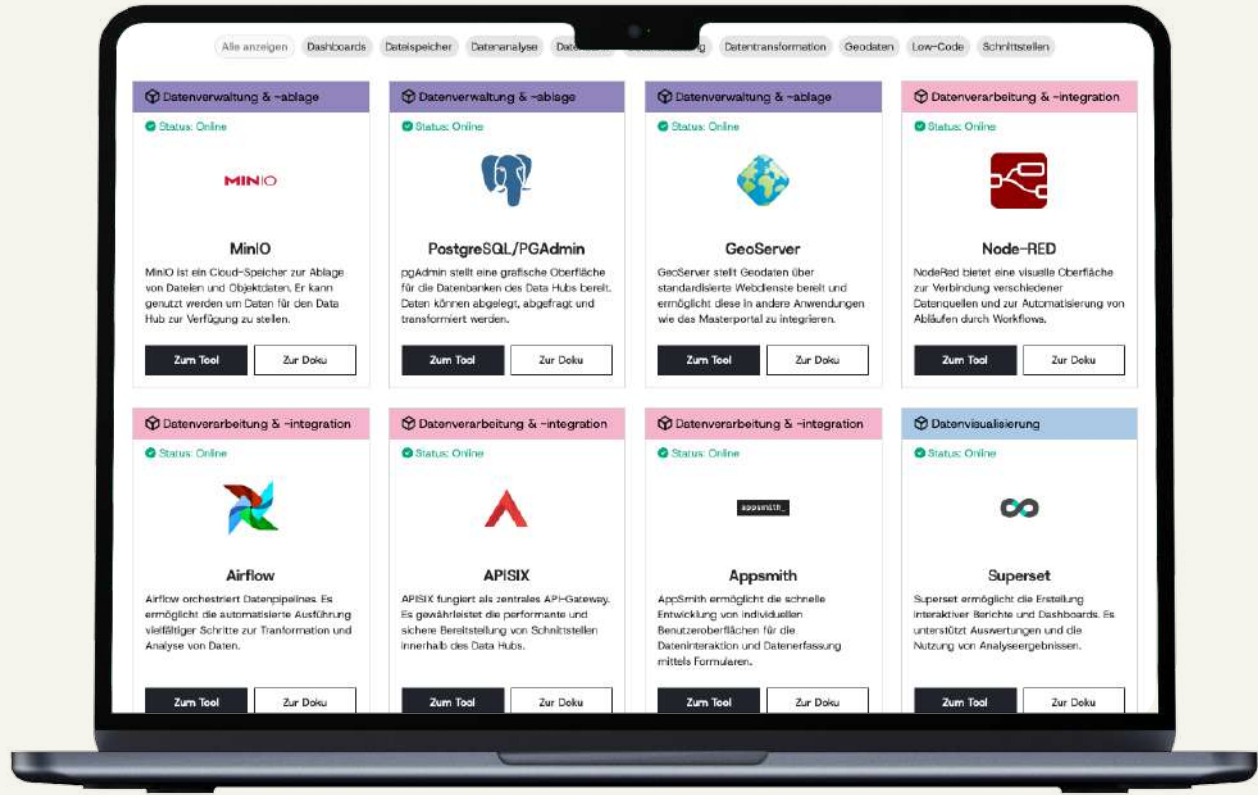 Alle anzeigen Dashboards Dateispeicher Datenanalyse Datentransformation Geodaten Low-Code Schnittstellen
Datenverwaltung & -ablage
Status: Online
MINIO
MinIO
MinIO ist ein Cloud-Speicher zur Ablage
von Dateien und Objektdaten. Er kann
genutzt werden um Daten für den Data
Hub zur Verfügung zu stellen.
Zum Tool Zur Doku
Datenverwaltung & -ablage
Status: Online
PostgreSQL/PGAdmin
pgAdmin stellt eine grafische Oberfläche
für die Datenbanken des Data Hubs bereit.
Daten können abgelegt, abgefragt und
transformiert werden.
Zum Tool Zur Doku
Datenverwaltung & -ablage
Status: Online
GeoServer
GeoServer stellt Geodaten über
standardisierte Webdienste bereit und
ermöglicht diese in andere Anwendungen
wie das Masterportal zu integrieren.
Zum Tool Zur Doku
Datenverarbeitung & -integration
Status: Online
Node-RED
NodeRed bietet eine visuelle Oberfläche
zur Verbindung verschiedener
Datenquellen und zur Automatisierung von
Abläufen durch Workflows.
Zum Tool Zur Doku
Datenverarbeitung & -integration
Status: Online
Airflow
Airflow orchestriert Datenpipelines. Es
ermöglicht die automatisierte Ausführung
vielfältiger Schritte zur Tranformation und
Analyse von Daten.
Zum Tool Zur Doku
Datenverarbeitung & -integration
Status: Online
APISIX
APISIX fungiert als zentrales API-Gateway.
Es gewährleistet die performante und
sichere Bereitstellung von Schnittstellen
innerhalb des Data Hubs.
Zum Tool Zur Doku
Datenverarbeitung & -integration
Status: Online
appsmith_
Appsmith
AppSmith ermöglicht die schnelle
Entwicklung von individuellen
Benutzeroberflächen für die
Dateninteraktion und Datenerfassung
mittels Formularen.
Zum Tool Zur Doku
Datenvisualisierung
Status: Online
Superset
Superset ermöglicht die Erstellung
interaktiver Berichte und Dashboards. Es
unterstützt Auswertungen und die
Nutzung von Analyseergebnissen.
Zum Tool Zur Doku